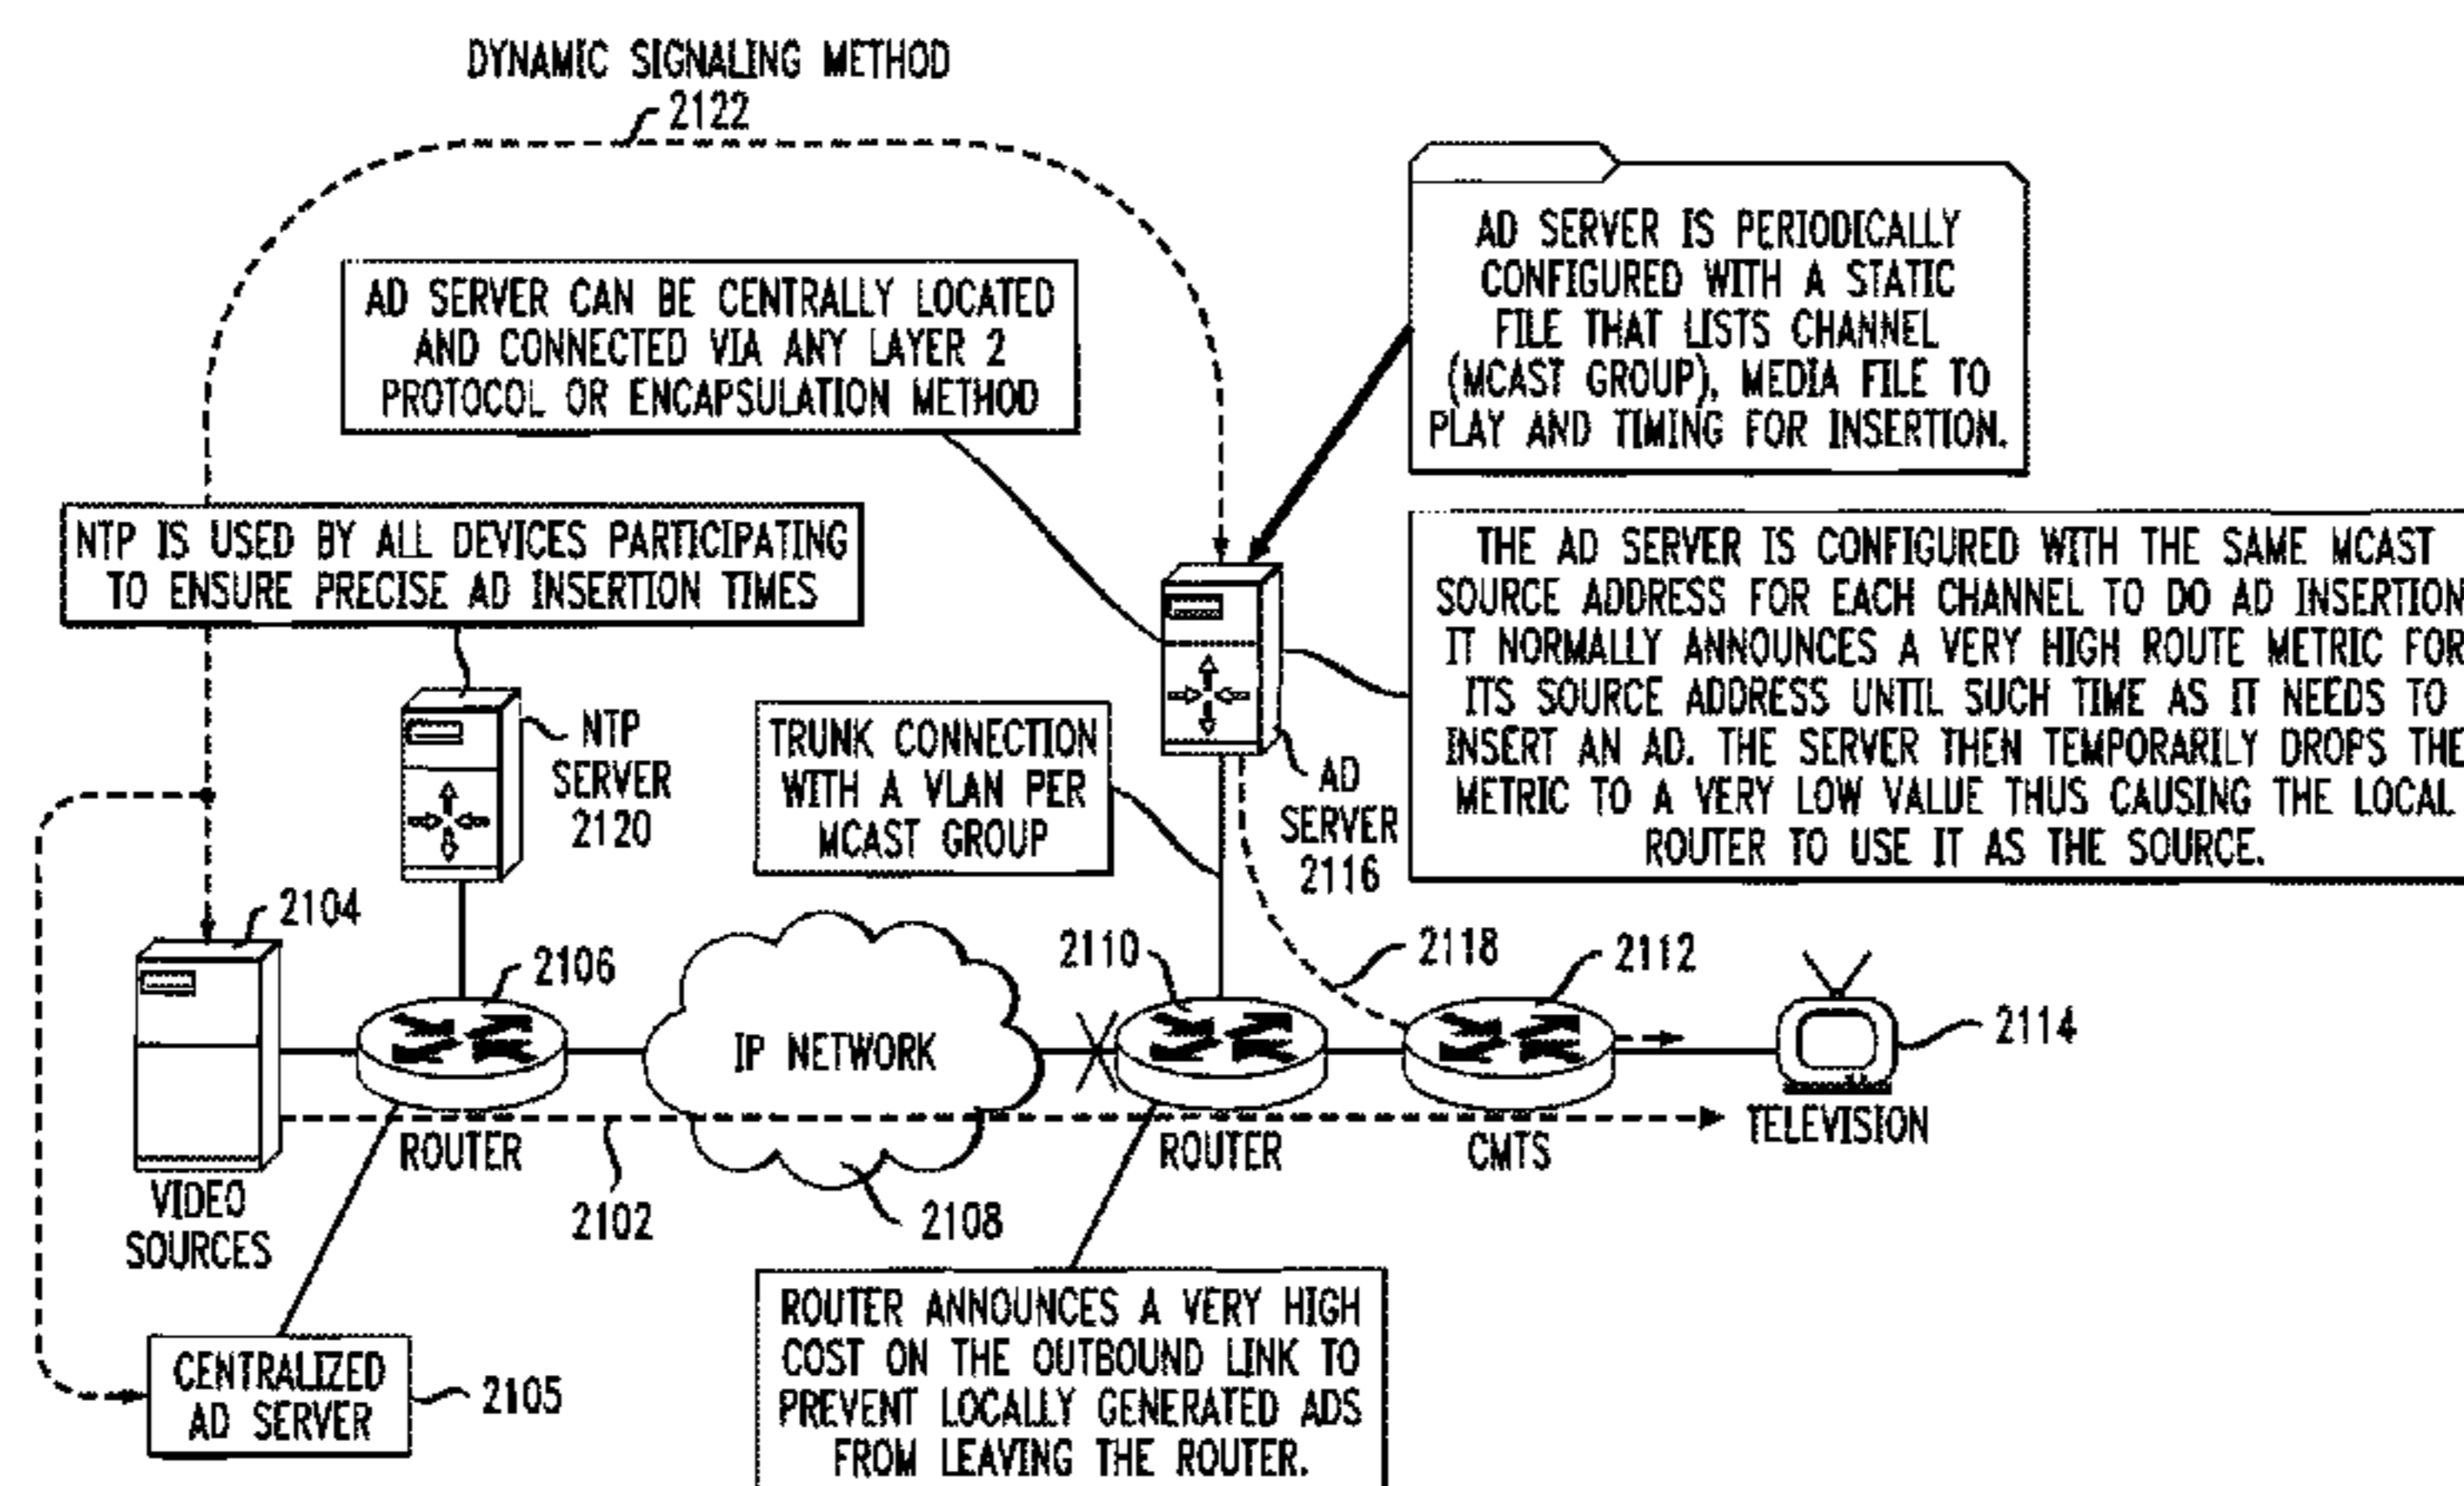 DYNAMIC SIGNALING METHOD
2122
AD SERVER IS PERIODICALLY
CONFIGURED WITH A STATIC
FILE THAT LISTS CHANNEL
(MCAST GROUP), MEDIA FILE TO
PLAY AND TIMING FOR INSERTION.
AD SERVER CAN BE CENTRALLY LOCATED
AND CONNECTED VIA ANY LAYER 2
PROTOCOL OR ENCAPSULATION METHOD
NTP IS USED BY ALL DEVICES PARTICIPATING
TO ENSURE PRECISE AD INSERTION TIMES
THE AD SERVER IS CONFIGURED WITH THE SAME MCAST
SOURCE ADDRESS FOR EACH CHANNEL TO DO AD INSERTION
IT NORMALLY ANNOUNCES A VERY HIGH ROUTE METRIC FOR
ITS SOURCE ADDRESS UNTIL SUCH TIME AS IT NEEDS TO
INSERT AN AD. THE SERVER THEN TEMPORARILY DROPS THE
METRIC TO A VERY LOW VALUE THUS CAUSING THE LOCAL
ROUTER TO USE IT AS THE SOURCE.
NTP
SERVER
2120
TRUNK CONNECTION
WITH A VLAN PER
MCAST GROUP
AD
SERVER
2116
2104
2106
2110
2118
2112
2114
IP NETWORK
VIDEO
SOURCES
ROUTER
ROUTER
CMTS
TELEVISION
2102
2108
CENTRALIZED
AD SERVER
2105
ROUTER ANNOUNCES A VERY HIGH
COST ON THE OUTBOUND LINK TO
PREVENT LOCALLY GENERATED ADS
FROM LEAVING THE ROUTER.